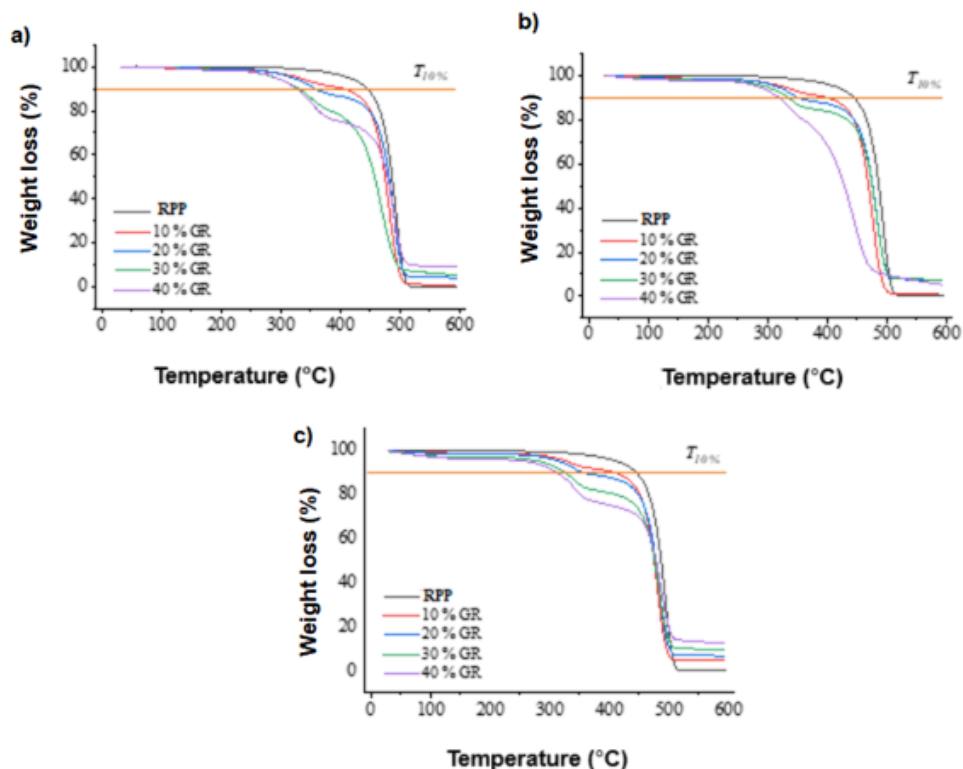 a)
Weight loss (%)
100
80
60
40
20
0
T10%
RPP
10 % GR
20 % GR
30 % GR
40 % GR
0 100 200 300 400 500 600
Temperature (°C)
b)
Weight loss (%)
100
80
60
40
20
0
T10%
RPP
10 % GR
20 % GR
30 % GR
40 % GR
0 100 200 300 400 500 600
Temperature (°C)
c)
Weight loss (%)
100
80
60
40
20
0
T10%
RPP
10 % GR
20 % GR
30 % GR
40 % GR
0 100 200 300 400 500 600
Temperature (°C)